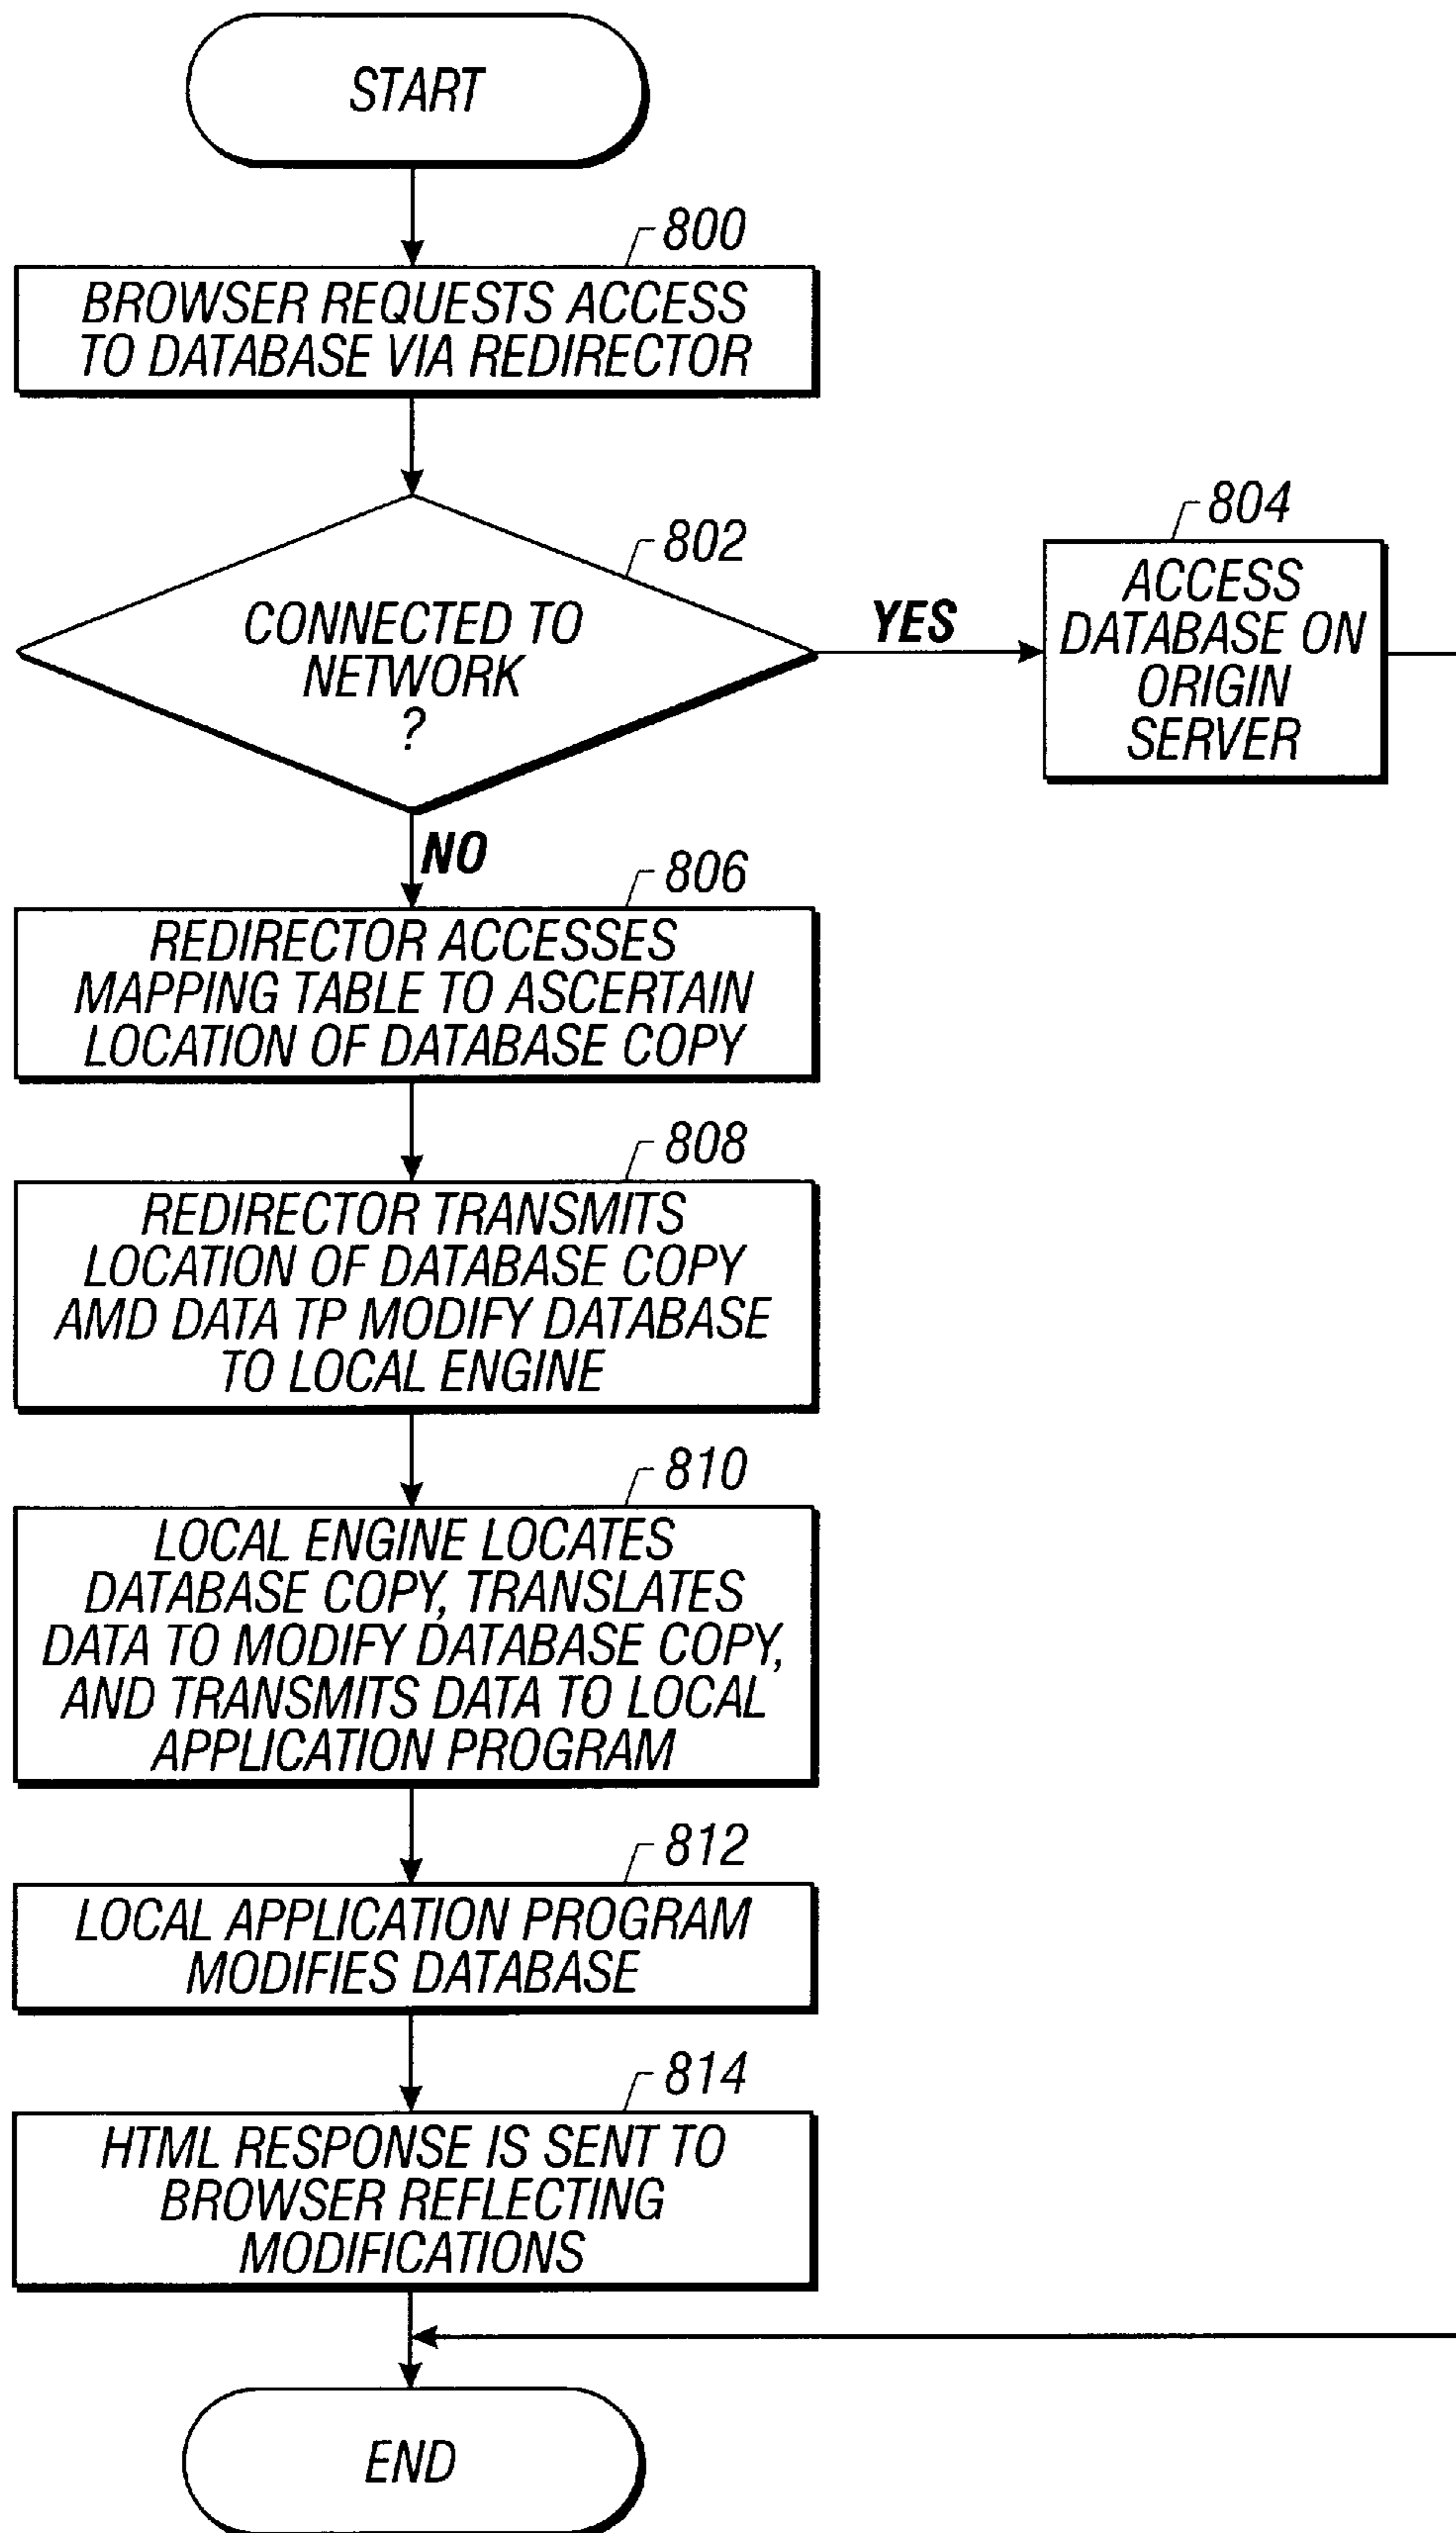 START
800
BROWSER REQUESTS ACCESS
TO DATABASE VIA REDIRECTOR
802
CONNECTED TO
NETWORK
?
YES
804
ACCESS
DATABASE ON
ORIGIN
SERVER
NO
806
REDIRECTOR ACCESSES
MAPPING TABLE TO ASCERTAIN
LOCATION OF DATABASE COPY
808
REDIRECTOR TRANSMITS
LOCATION OF DATABASE COPY
AMD DATA TP MODIFY DATABASE
TO LOCAL ENGINE
810
LOCAL ENGINE LOCATES
DATABASE COPY, TRANSLATES
DATA TO MODIFY DATABASE COPY,
AND TRANSMITS DATA TO LOCAL
APPLICATION PROGRAM
812
LOCAL APPLICATION PROGRAM
MODIFIES DATABASE
814
HTML RESPONSE IS SENT TO
BROWSER REFLECTING
MODIFICATIONS
END